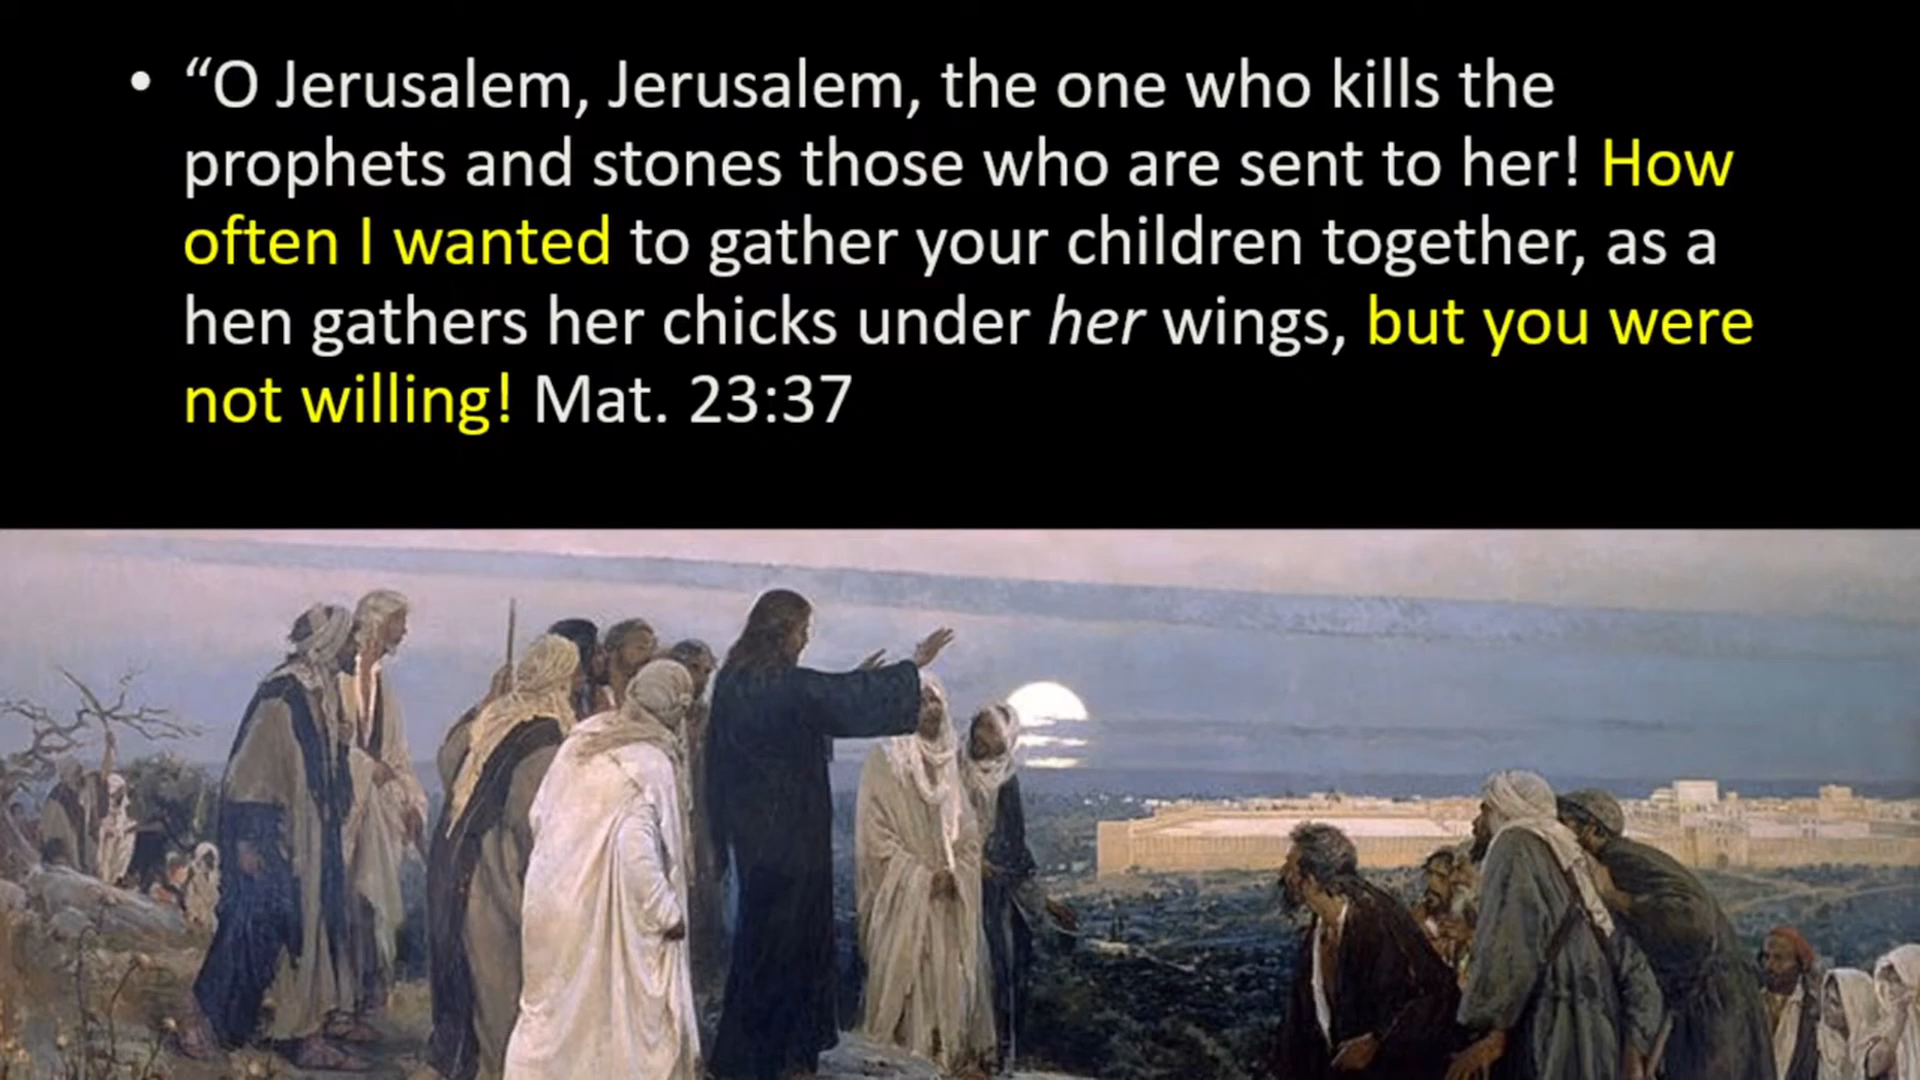 • “O Jerusalem, Jerusalem, the one who kills the
prophets and stones those who are sent to her! How
often I wanted to gather your children together, as a
hen gathers her chicks under her wings, but you were
not willing! Mat. 23:37